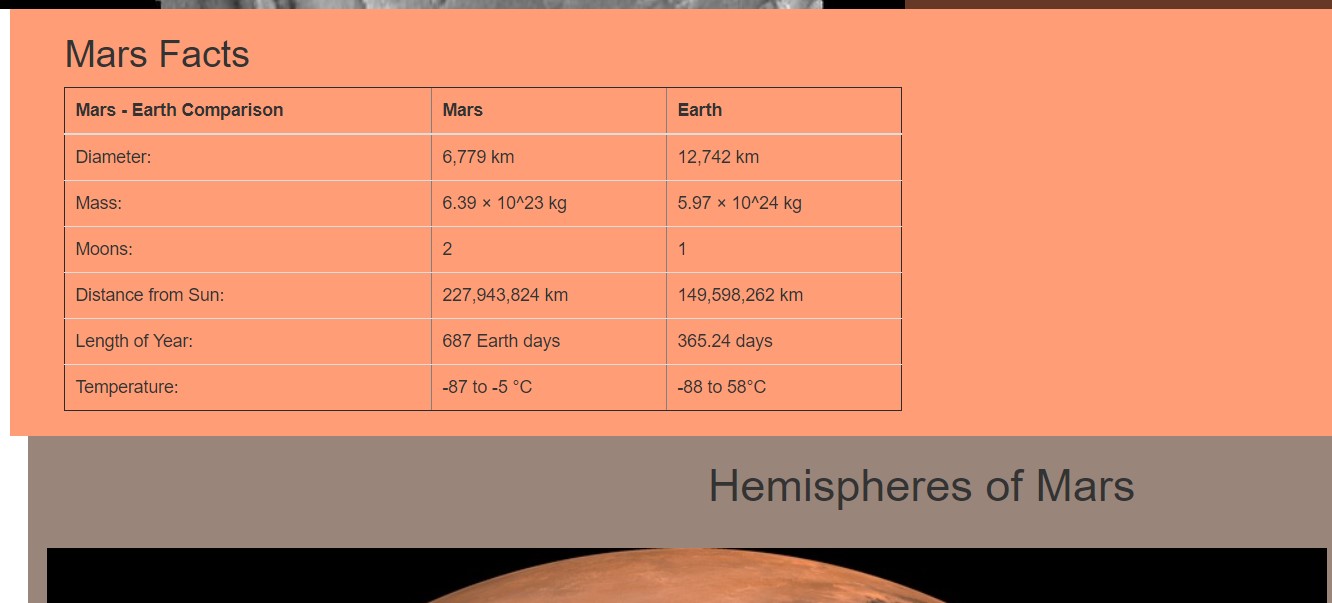 Mars Facts
Mars - Earth Comparison Mars Earth
Diameter: 6,779 km 12,742 km
Mass: 6.39 × 10^23 kg 5.97 × 10^24 kg
Moons: 2 1
Distance from Sun: 227,943,824 km 149,598,262 km
Length of Year: 687 Earth days 365.24 days
Temperature: -87 to -5 °C -88 to 58°C
Hemispheres of Mars